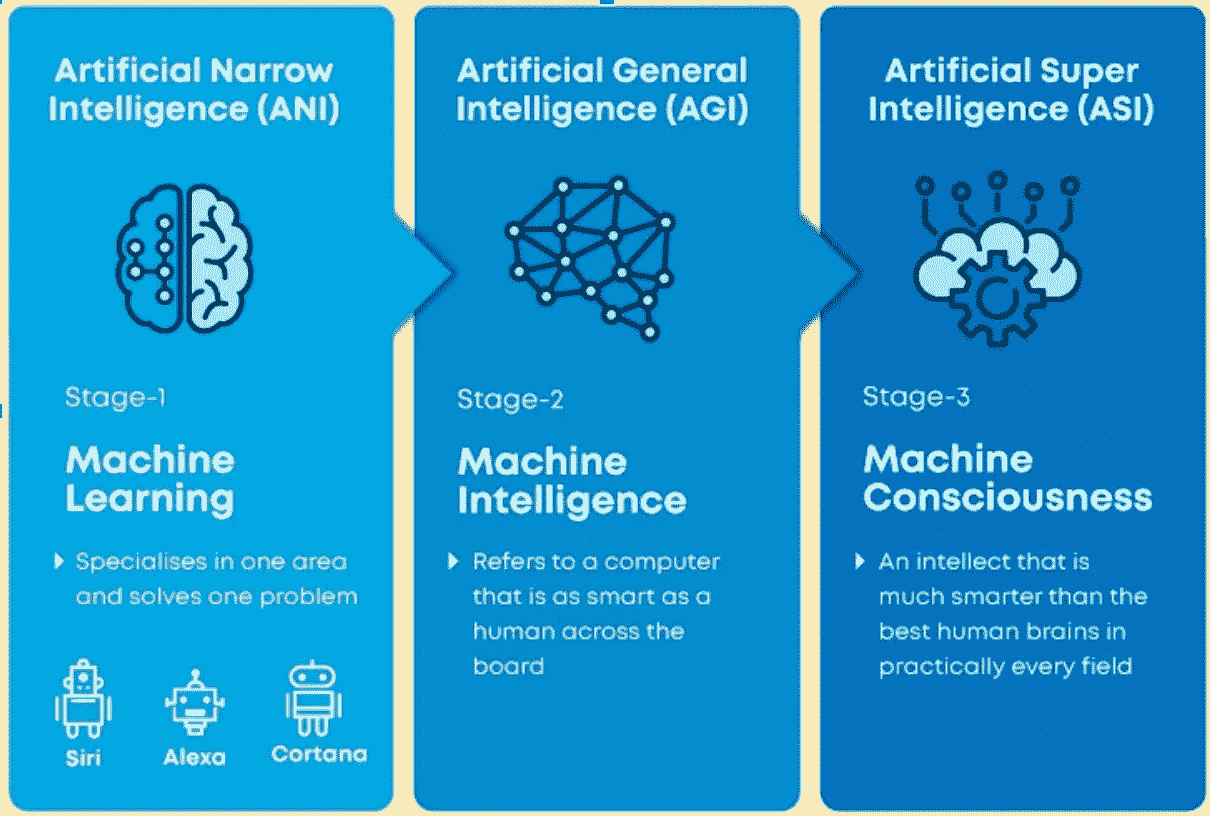 Artificial Narrow
Intelligence (ANI)
Stage-1
Machine
Learning
Specialises in one area
and solves one problem
Siri
Alexa
Cortana
Artificial General
Intelligence (AGI)
Stage-2
Machine
Intelligence
Refers to a computer
that is as smart as a
human across the
board
Artificial Super
Intelligence (ASI)
Stage-3
Machine
Consciousness
An intellect that is
much smarter than the
best human brains in
practically every field